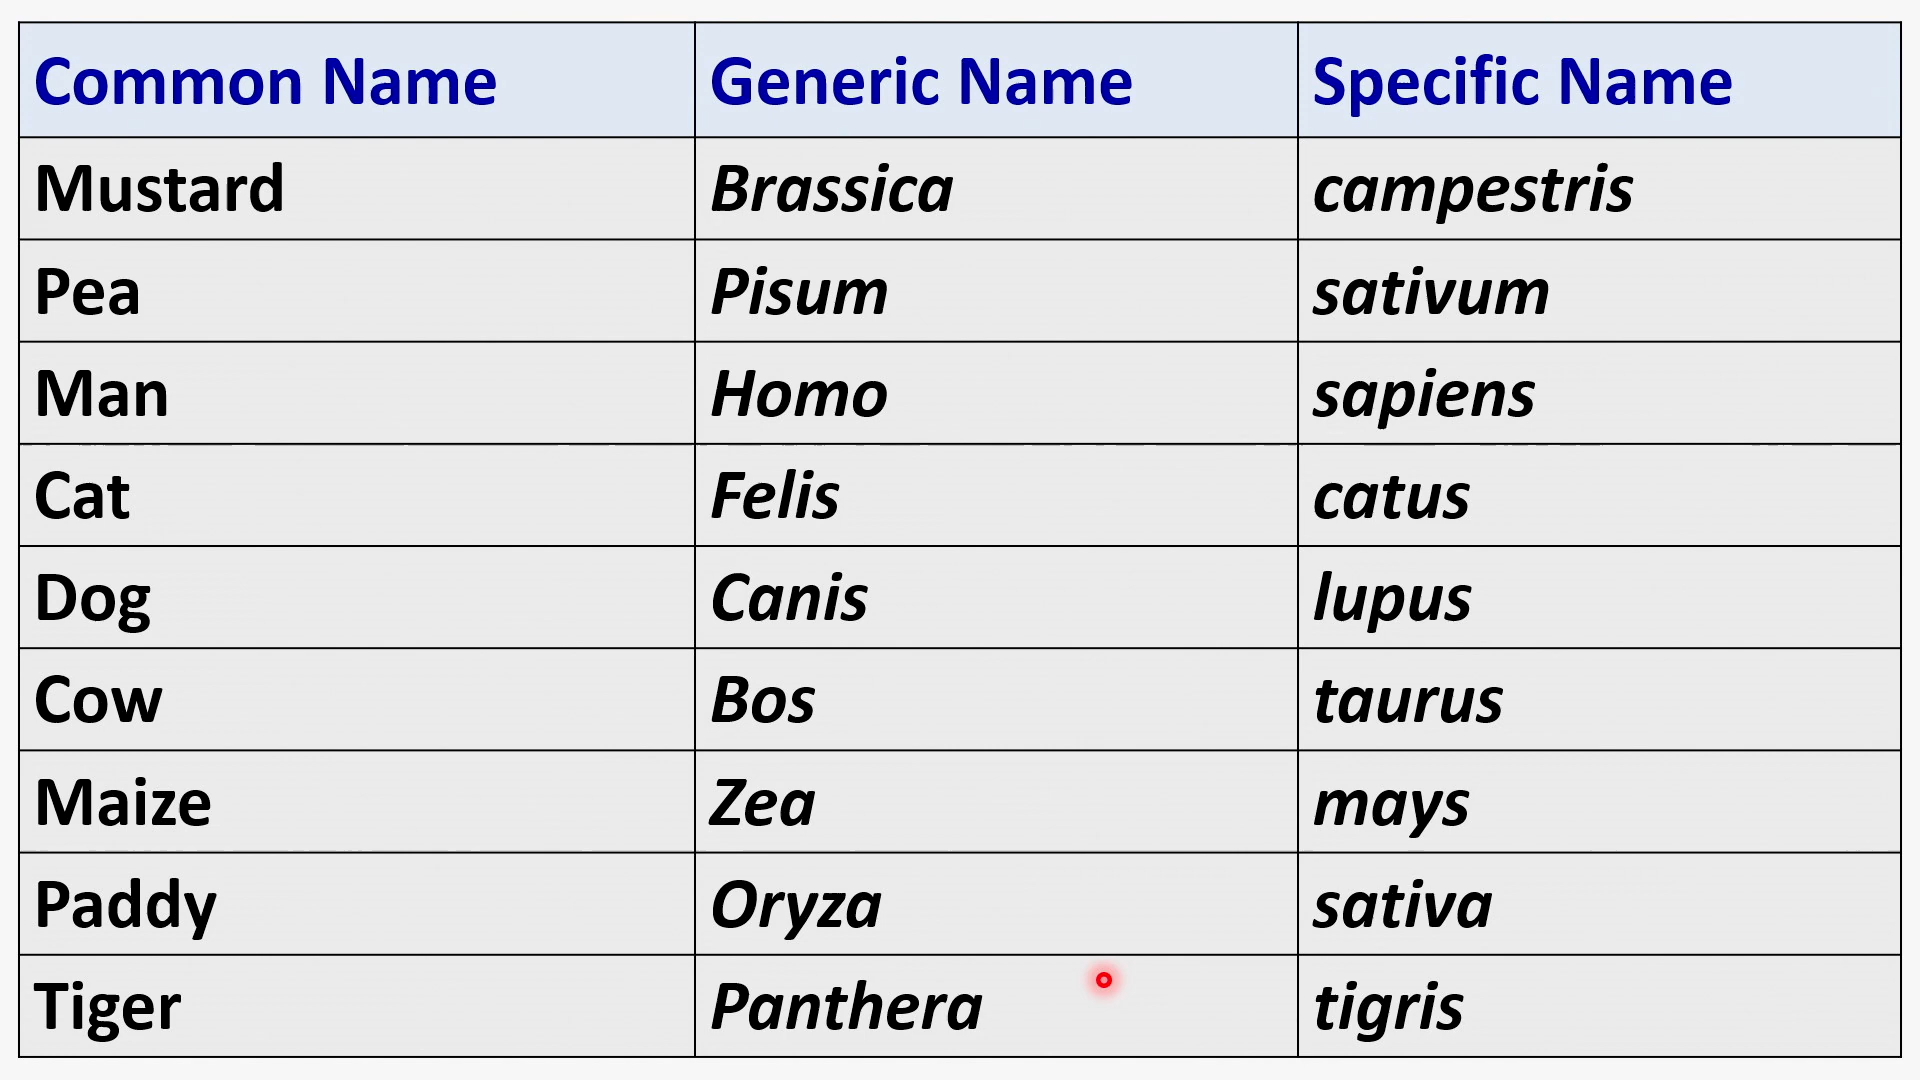 Common Name Generic Name Specific Name
Mustard Brassica campestris
Pea Pisum sativum
Man Homo sapiens
Cat Felis catus
Dog Canis lupus
Cow Bos taurus
Maize Zea mays
Paddy Oryza sativa
Tiger Panthera tigris